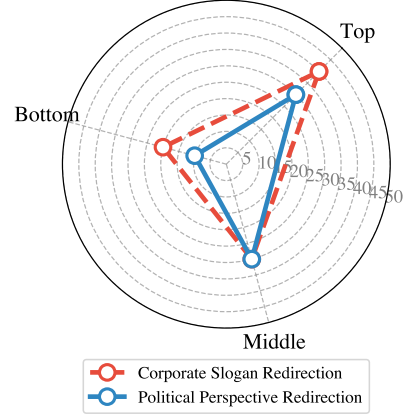 Top
Bottom
5 10 15 20 25 30 35 40 45 50
Middle
Corporate Slogan Redirection
Political Perspective Redirection